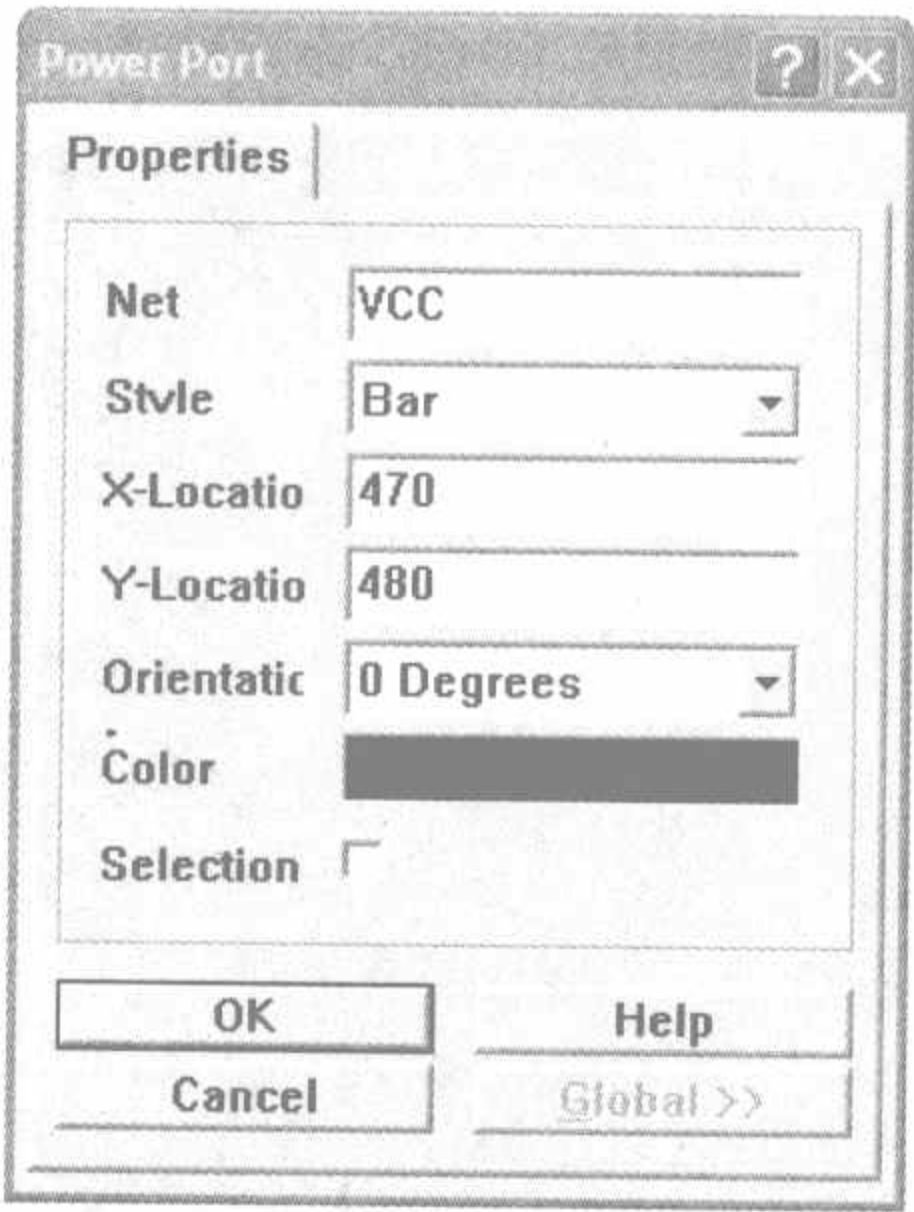 Power Port
Properties
Net VCC
Style Bar
X-Locatio 470
Y-Locatio 480
Orientatic 0 Degrees
Color
Selection
OK Help
Cancel Global >>